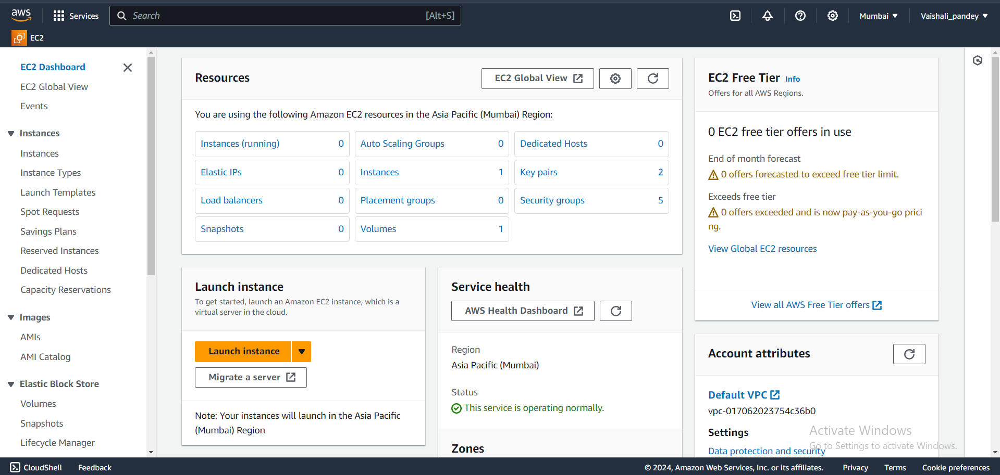 aws
Services
Search
[Alt+S]
Mumbai
Vaishali_pandey
EC2
EC2 Dashboard
EC2 Global View
Events
Instances
Instances
Instance Types
Launch Templates
Spot Requests
Savings Plans
Reserved Instances
Dedicated Hosts
Capacity Reservations
Images
AMIs
AMI Catalog
Elastic Block Store
Volumes
Snapshots
Lifecycle Manager
Resources
EC2 Global View
You are using the following Amazon EC2 resources in the Asia Pacific (Mumbai) Region:
Instances (running) 0
Auto Scaling Groups 0
Dedicated Hosts 0
Elastic IPs 0
Instances 1
Key pairs 2
Load balancers 0
Placement groups 0
Security groups 5
Snapshots 0
Volumes 1
Launch instance
To get started, launch an Amazon EC2 instance, which is a
virtual server in the cloud.
Launch instance
Migrate a server
Note: Your instances will launch in the Asia Pacific
(Mumbai) Region
Service health
AWS Health Dashboard
Region
Asia Pacific (Mumbai)
Status
This service is operating normally.
Zones
EC2 Free Tier Info
Offers for all AWS Regions.
0 EC2 free tier offers in use
End of month forecast
0 offers forecasted to exceed free tier limit.
Exceeds free tier
0 offers exceeded and is now pay-as-you-go prici
ng.
View Global EC2 resources
View all AWS Free Tier offers
Account attributes
Default VPC
vpc-017062023754c36b0
Settings
Data protection and security
Activate Windows
Go to Settings to activate Windows.
CloudShell
Feedback
© 2024, Amazon Web Services, Inc. or its affiliates.
Privacy
Terms
Cookie preferences